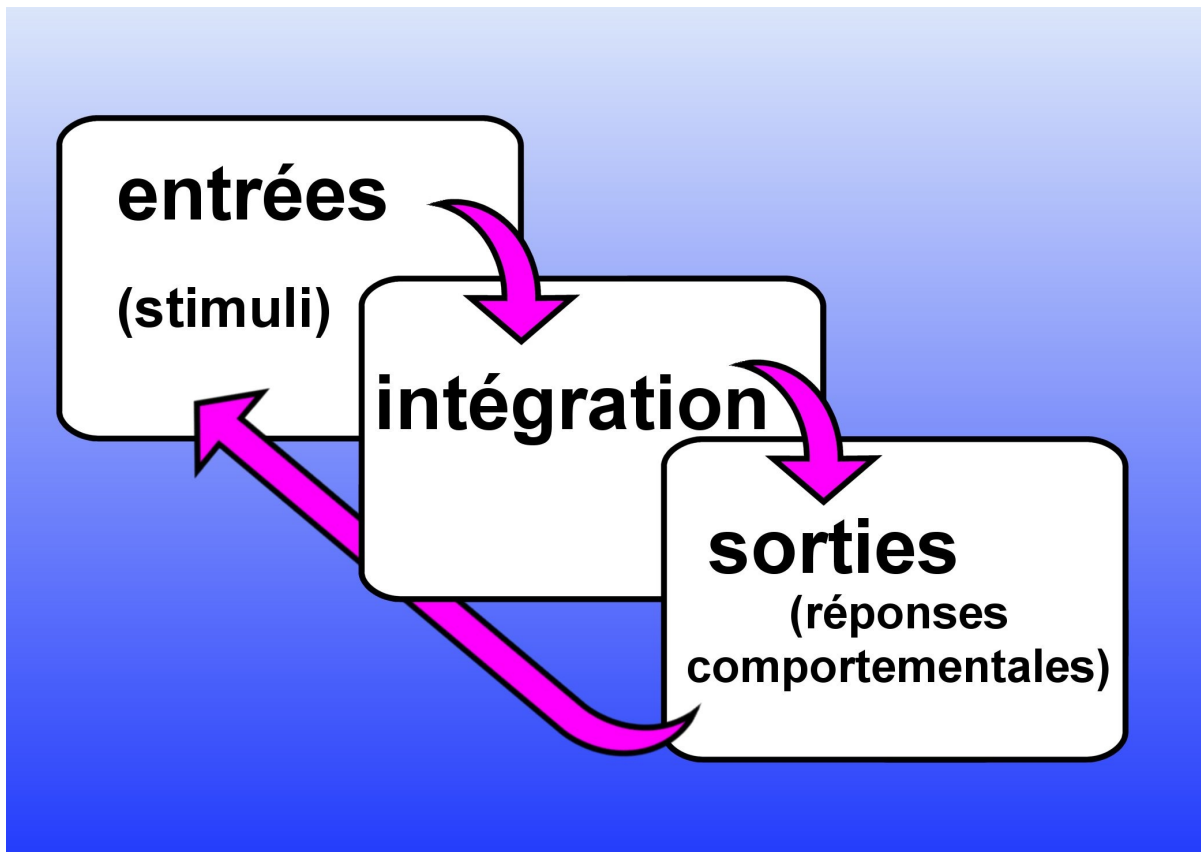 entrées
(stimuli)
intégration
sorties
(réponses
comportementales)